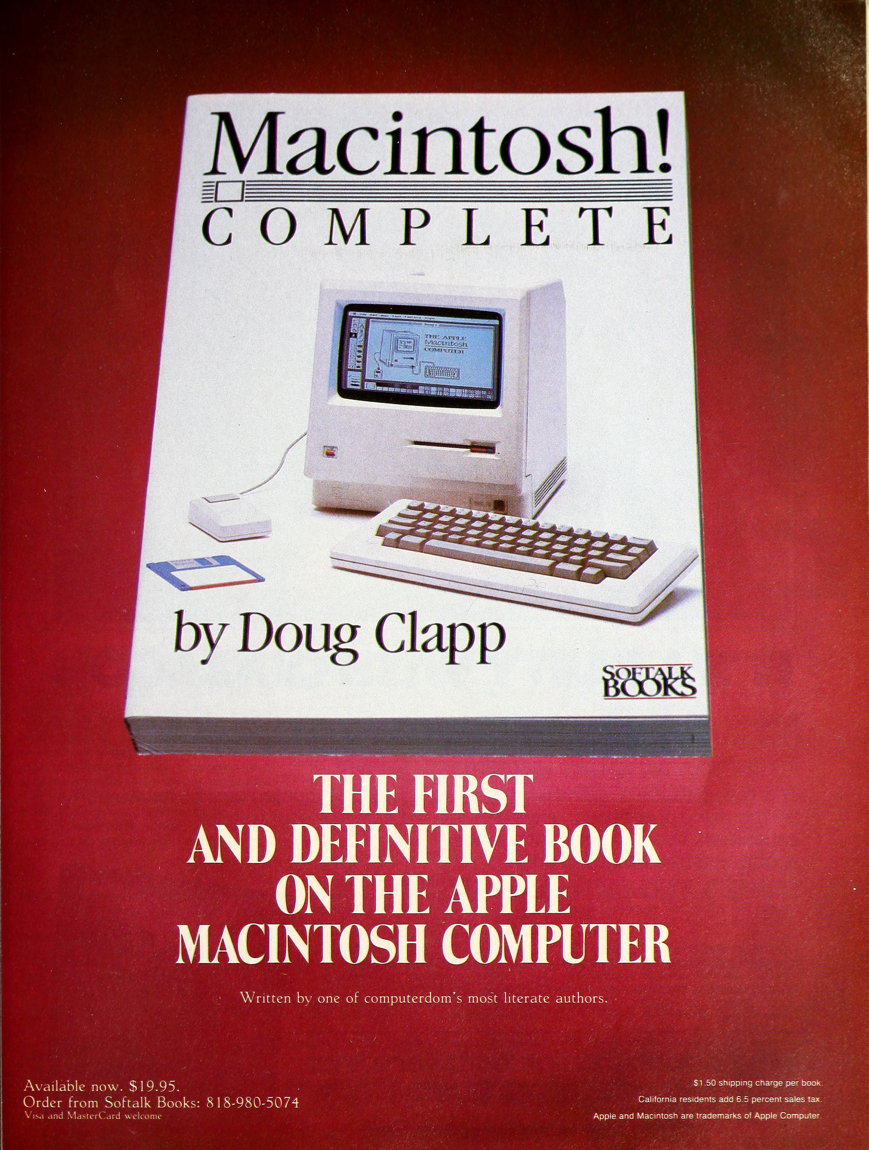 Macintosh!
COMPLETE
THE APPLE
Macintosh
COMPUTER
by Doug Clapp
SOFTALK
BOOKS
THE FIRST
AND DEFINITIVE BOOK
ON THE APPLE
MACINTOSH COMPUTER
Written by one of computerdom's most literate authors.
Available now. $19.95.
Order from Softalk Books: 818-980-5074
Visa and MasterCard welcome
$1.50 shipping charge per book.
California residents add 6.5 percent sales tax.
Apple and Macintosh are trademarks of Apple Computer.